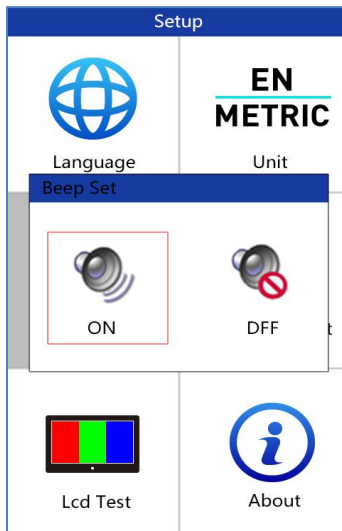 Setup
EN
METRIC
Language Unit
Beep Set
ON DFF
t
Lcd Test About